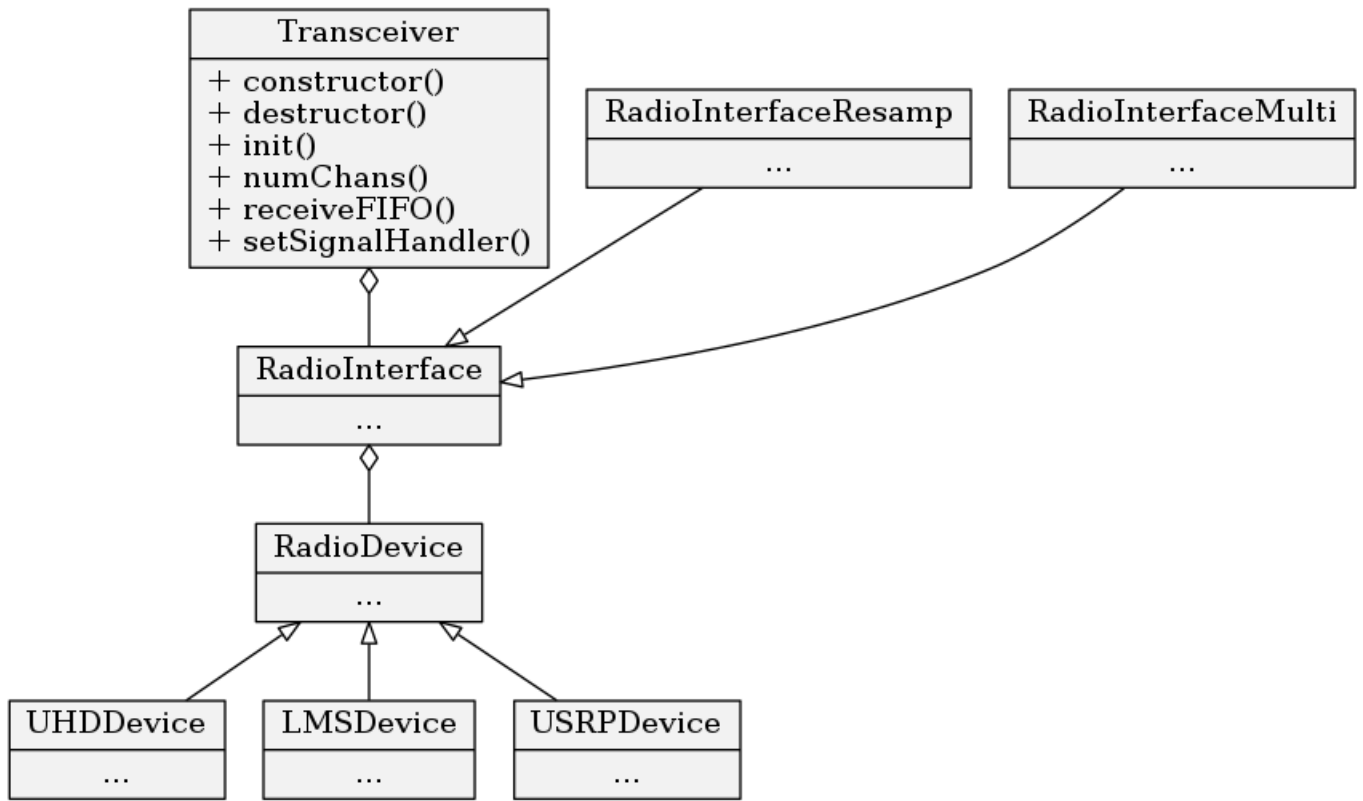 Transceiver
+ constructor()
+ destructor()
+ init()
+ numChans()
+ receiveFIFO()
+ setSignalHandler()
RadioInterfaceResamp
...
RadioInterfaceMulti
...
RadioInterface
...
RadioDevice
...
UHDDevice
...
LMSDevice
...
USRPDevice
...